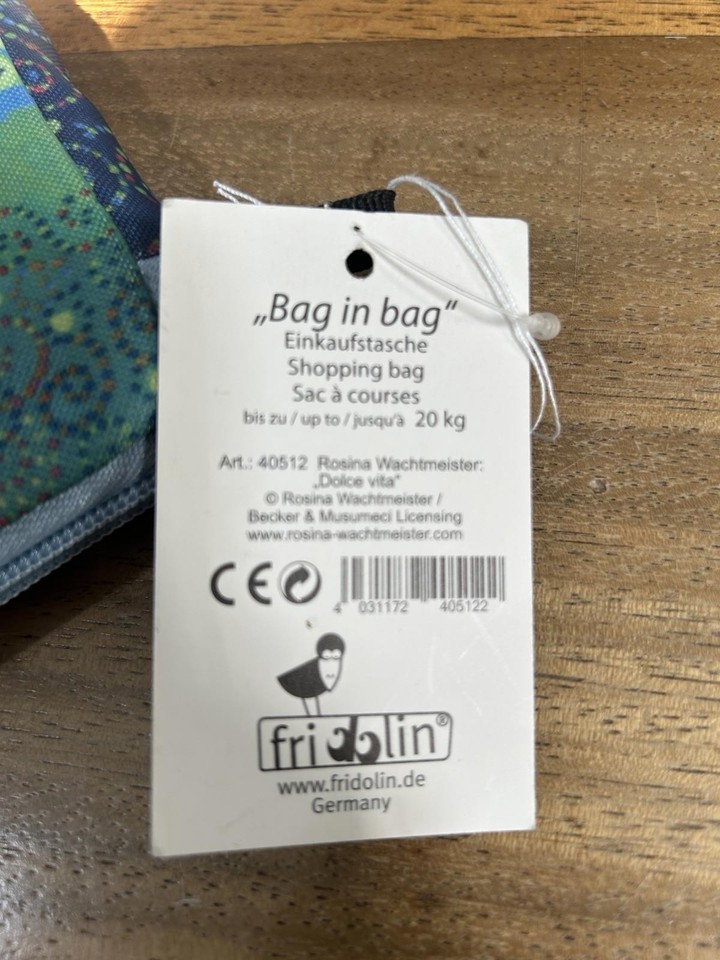 „Bag in bag"
Einkaufstasche
Shopping bag
Sac à courses
bis zu / up to / jusqu'à 20 kg
Art.: 40512 Rosina Wachtmeister:
„Dolce vita"
© Rosina Wachtmeister /
Becker & Musumeci Licensing
www.rosina-wachtmeister.com
CE
4 031172 405122
fridolin®
www.fridolin.de
Germany